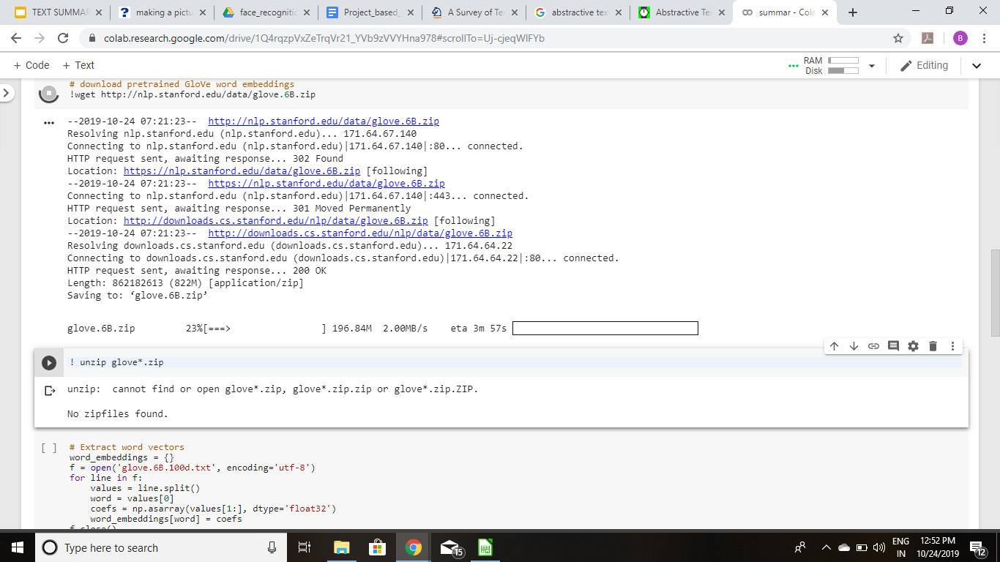 TEXT SUMMAR
making a pictu
face_recognitic
Project_based_
A Survey of Te
abstractive tex
Abstractive Te
summar - Cola
colab.research.google.com/drive/1Q4rqzpVxZeTrqVr21_YVb9zVVYHna978#scrollTo=Uj-cjeqWIFYb
B
+ Code + Text
RAM
Disk
Editing
# download pretrained GloVe word embeddings
!wget http://nlp.stanford.edu/data/glove.6B.zip
--2019-10-24 07:21:23-- http://nlp.stanford.edu/data/glove.6B.zip
Resolving nlp.stanford.edu (nlp.stanford.edu)... 171.64.67.140
Connecting to nlp.stanford.edu (nlp.stanford.edu)|171.64.67.140|:80... connected.
HTTP request sent, awaiting response... 302 Found
Location: https://nlp.stanford.edu/data/glove.6B.zip [following]
--2019-10-24 07:21:23-- https://nlp.stanford.edu/data/glove.6B.zip
Connecting to nlp.stanford.edu (nlp.stanford.edu)|171.64.67.140|:443... connected.
HTTP request sent, awaiting response... 301 Moved Permanently
Location: http://downloads.cs.stanford.edu/nlp/data/glove.6B.zip [following]
--2019-10-24 07:21:23-- http://downloads.cs.stanford.edu/nlp/data/glove.6B.zip
Resolving downloads.cs.stanford.edu (downloads.cs.stanford.edu)... 171.64.64.22
Connecting to downloads.cs.stanford.edu (downloads.cs.stanford.edu)|171.64.64.22|:80... connected.
HTTP request sent, awaiting response... 200 OK
Length: 862182613 (822M) [application/zip]
Saving to: ‘glove.6B.zip’
glove.6B.zip 23%[===> ] 196.84M 2.00MB/s eta 3m 57s
! unzip glove*.zip
unzip: cannot find or open glove*.zip, glove*.zip.zip or glove*.zip.ZIP.
No zipfiles found.
[ ] # Extract word vectors
word_embeddings = {}
f = open('glove.6B.100d.txt', encoding='utf-8')
for line in f:
values = line.split()
word = values[0]
coefs = np.asarray(values[1:], dtype='float32')
word_embeddings[word] = coefs
f.close()
Type here to search
15
ENG
IN
12:52 PM
10/24/2019
12